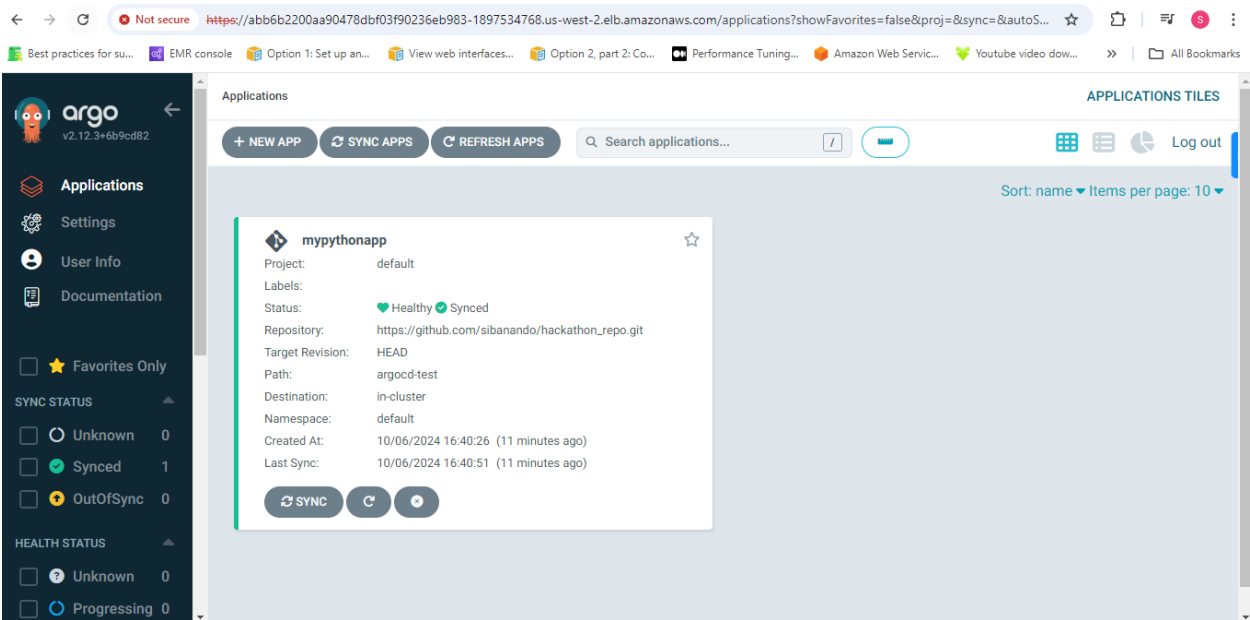 Not secure https://abb6b2200aa90478dbf03f90236eb983-1897534768.us-west-2.elb.amazonaws.com/applications?showFavorites=false&proj=&sync=&autoS...
S
Best practices for su... EMR console Option 1: Set up an... View web interfaces... Option 2, part 2: Co... Performance Tuning... Amazon Web Servic... Youtube video dow... » All Bookmarks
argo
v2.12.3+6b9cd82
Applications
Settings
User Info
Documentation
Favorites Only
SYNC STATUS
Unknown 0
Synced 1
OutOfSync 0
HEALTH STATUS
Unknown 0
Progressing 0
Applications APPLICATIONS TILES
+ NEW APP SYNC APPS REFRESH APPS Search applications... / Log out
Sort: name Items per page: 10
mypythonapp
Project: default
Labels:
Status: Healthy Synced
Repository: https://github.com/sibanando/hackathon_repo.git
Target Revision: HEAD
Path: argocd-test
Destination: in-cluster
Namespace: default
Created At: 10/06/2024 16:40:26 (11 minutes ago)
Last Sync: 10/06/2024 16:40:51 (11 minutes ago)
SYNC